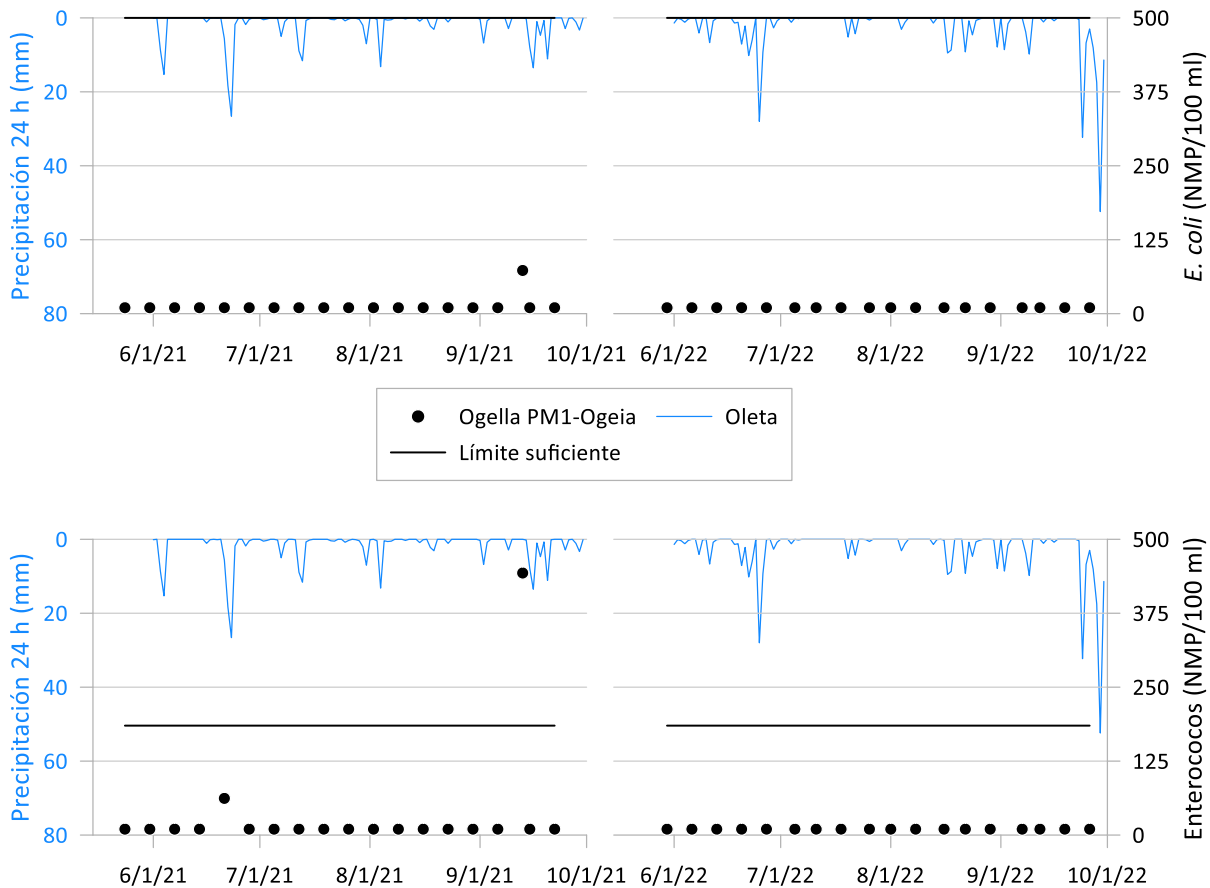 Precipitación 24 h (mm)
0
20
40
60
80
500
375
250
125
0
E. coli (NMP/100 ml)
6/1/21 7/1/21 8/1/21 9/1/21 10/1/21 6/1/22 7/1/22 8/1/22 9/1/22 10/1/22
Ogella PM1-Ogeia Oleta
Límite suficiente
Precipitación 24 h (mm)
0
20
40
60
80
500
375
250
125
0
Enterococos (NMP/100 ml)
6/1/21 7/1/21 8/1/21 9/1/21 10/1/21 6/1/22 7/1/22 8/1/22 9/1/22 10/1/22